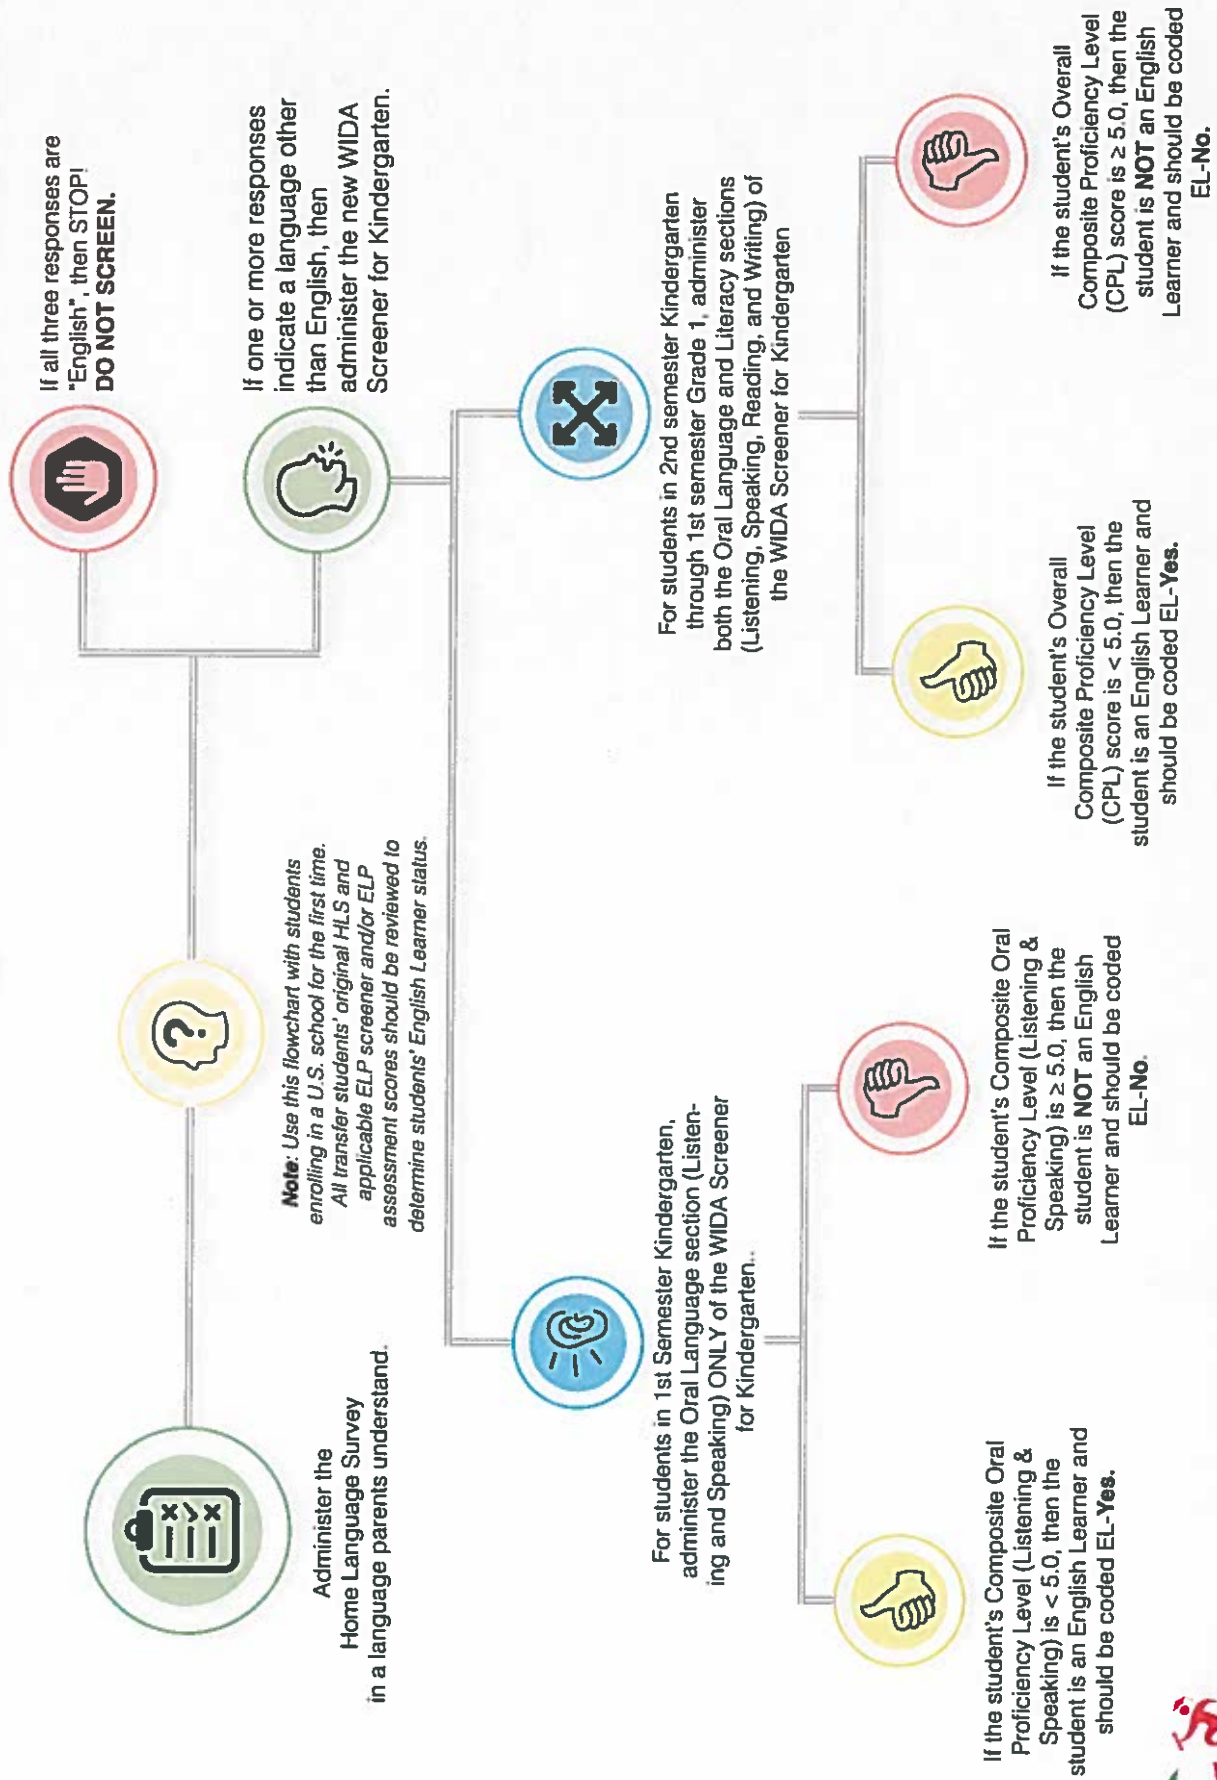 Administer the
Home Language Survey
in a language parents understand.
?
Note: Use this flowchart with students
enrolling in a U.S. school for the first time.
All transfer students' original HLS and
applicable ELP screener and/or ELP
assessment scores should be reviewed to
determine students' English Learner status.
If all three responses are
"English", then STOP!
DO NOT SCREEN.
If one or more responses
indicate a language other
than English, then
administer the new WIDA
Screener for Kindergarten.
For students in 1st Semester Kindergarten,
administer the Oral Language section (Listen-
ing and Speaking) ONLY of the WIDA Screener
for Kindergarten..
For students in 2nd semester Kindergarten
through 1st semester Grade 1, administer
both the Oral Language and Literacy sections
(Listening, Speaking, Reading, and Writing) of
the WIDA Screener for Kindergarten
If the student's Composite Oral
Proficiency Level (Listening &
Speaking) is < 5.0, then the
student is an English Learner and
should be coded EL-Yes.
If the student's Composite Oral
Proficiency Level (Listening &
Speaking) is ≥ 5.0, then the
student is NOT an English
Learner and should be coded
EL-No.
If the student's Overall
Composite Proficiency Level
(CPL) score is < 5.0, then the
student is an English Learner and
should be coded EL-Yes.
If the student's Overall
Composite Proficiency Level
(CPL) score is ≥ 5.0, then the
student is NOT an English
Learner and should be coded
EL-No.